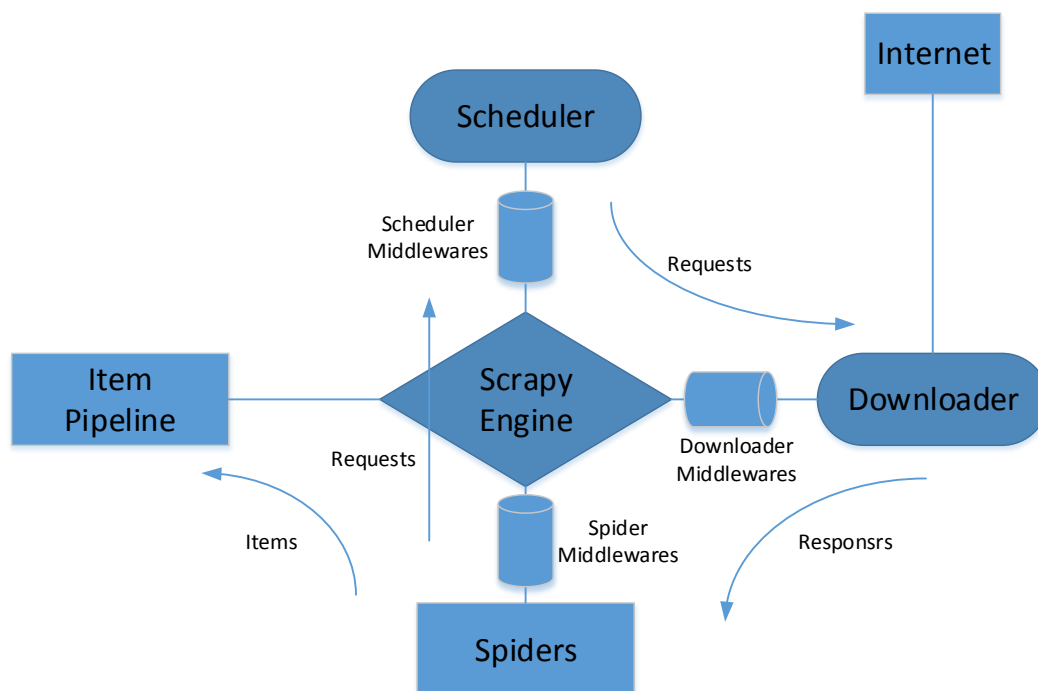 Internet
Scheduler
Scheduler
Middlewares
Requests
Item
Pipeline
Scrapy
Engine
Downloader
Requests
Downloader
Middlewares
Items
Spider
Middlewares
Responsrs
Spiders